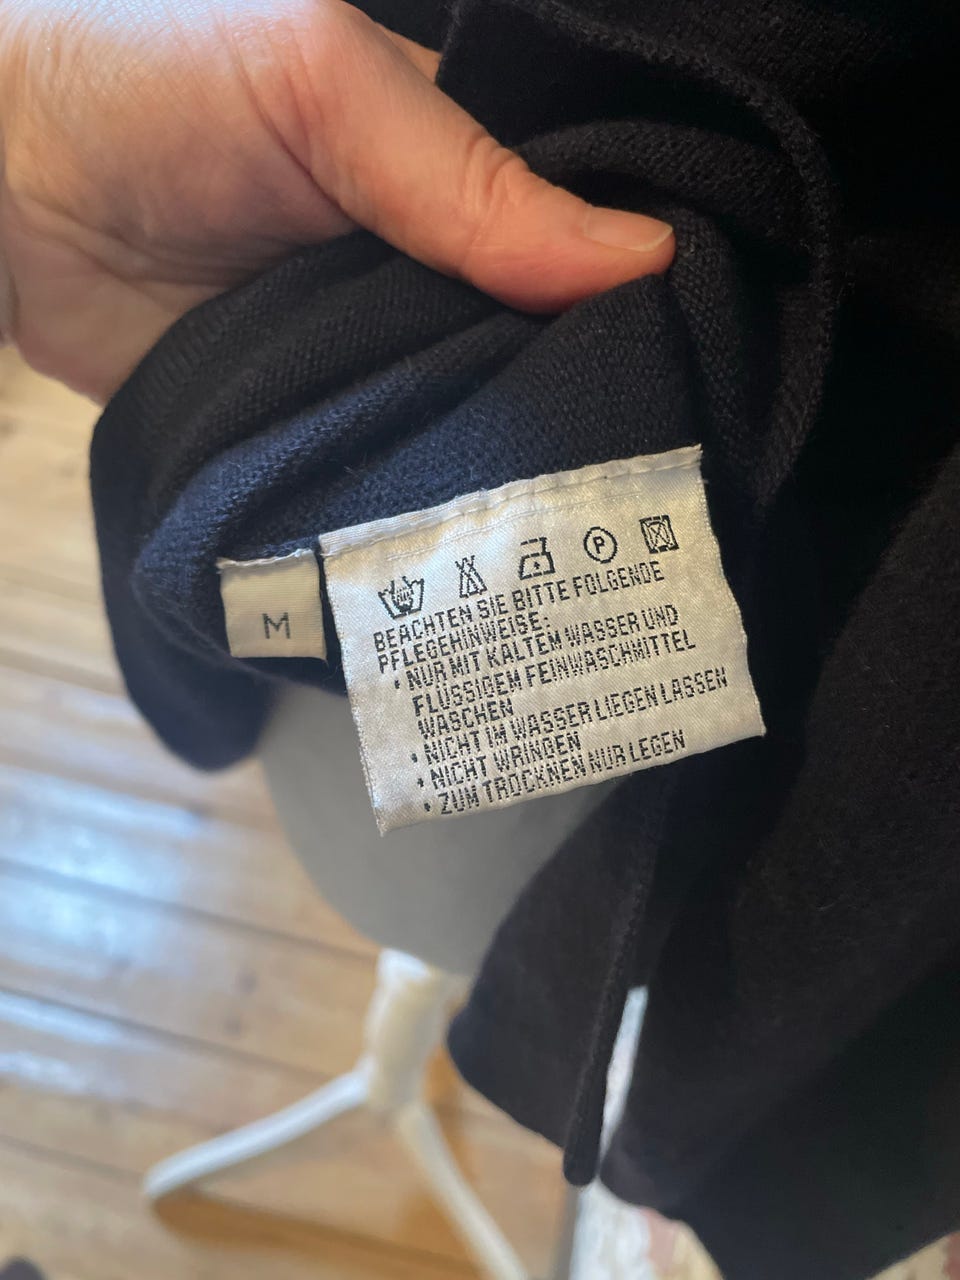 M
P
BEACHTEN SIE BITTE FOLGENDE
PFLEGEHINWEISE:
• NUR MIT KALTEM WASSER UND
FLÜSSIGEM FEINWASCHMITTEL
WASCHEN
• NICHT IM WASSER LIEGEN LASSEN
• NICHT WRINGEN
• ZUM TROCKNEN NUR LEGEN